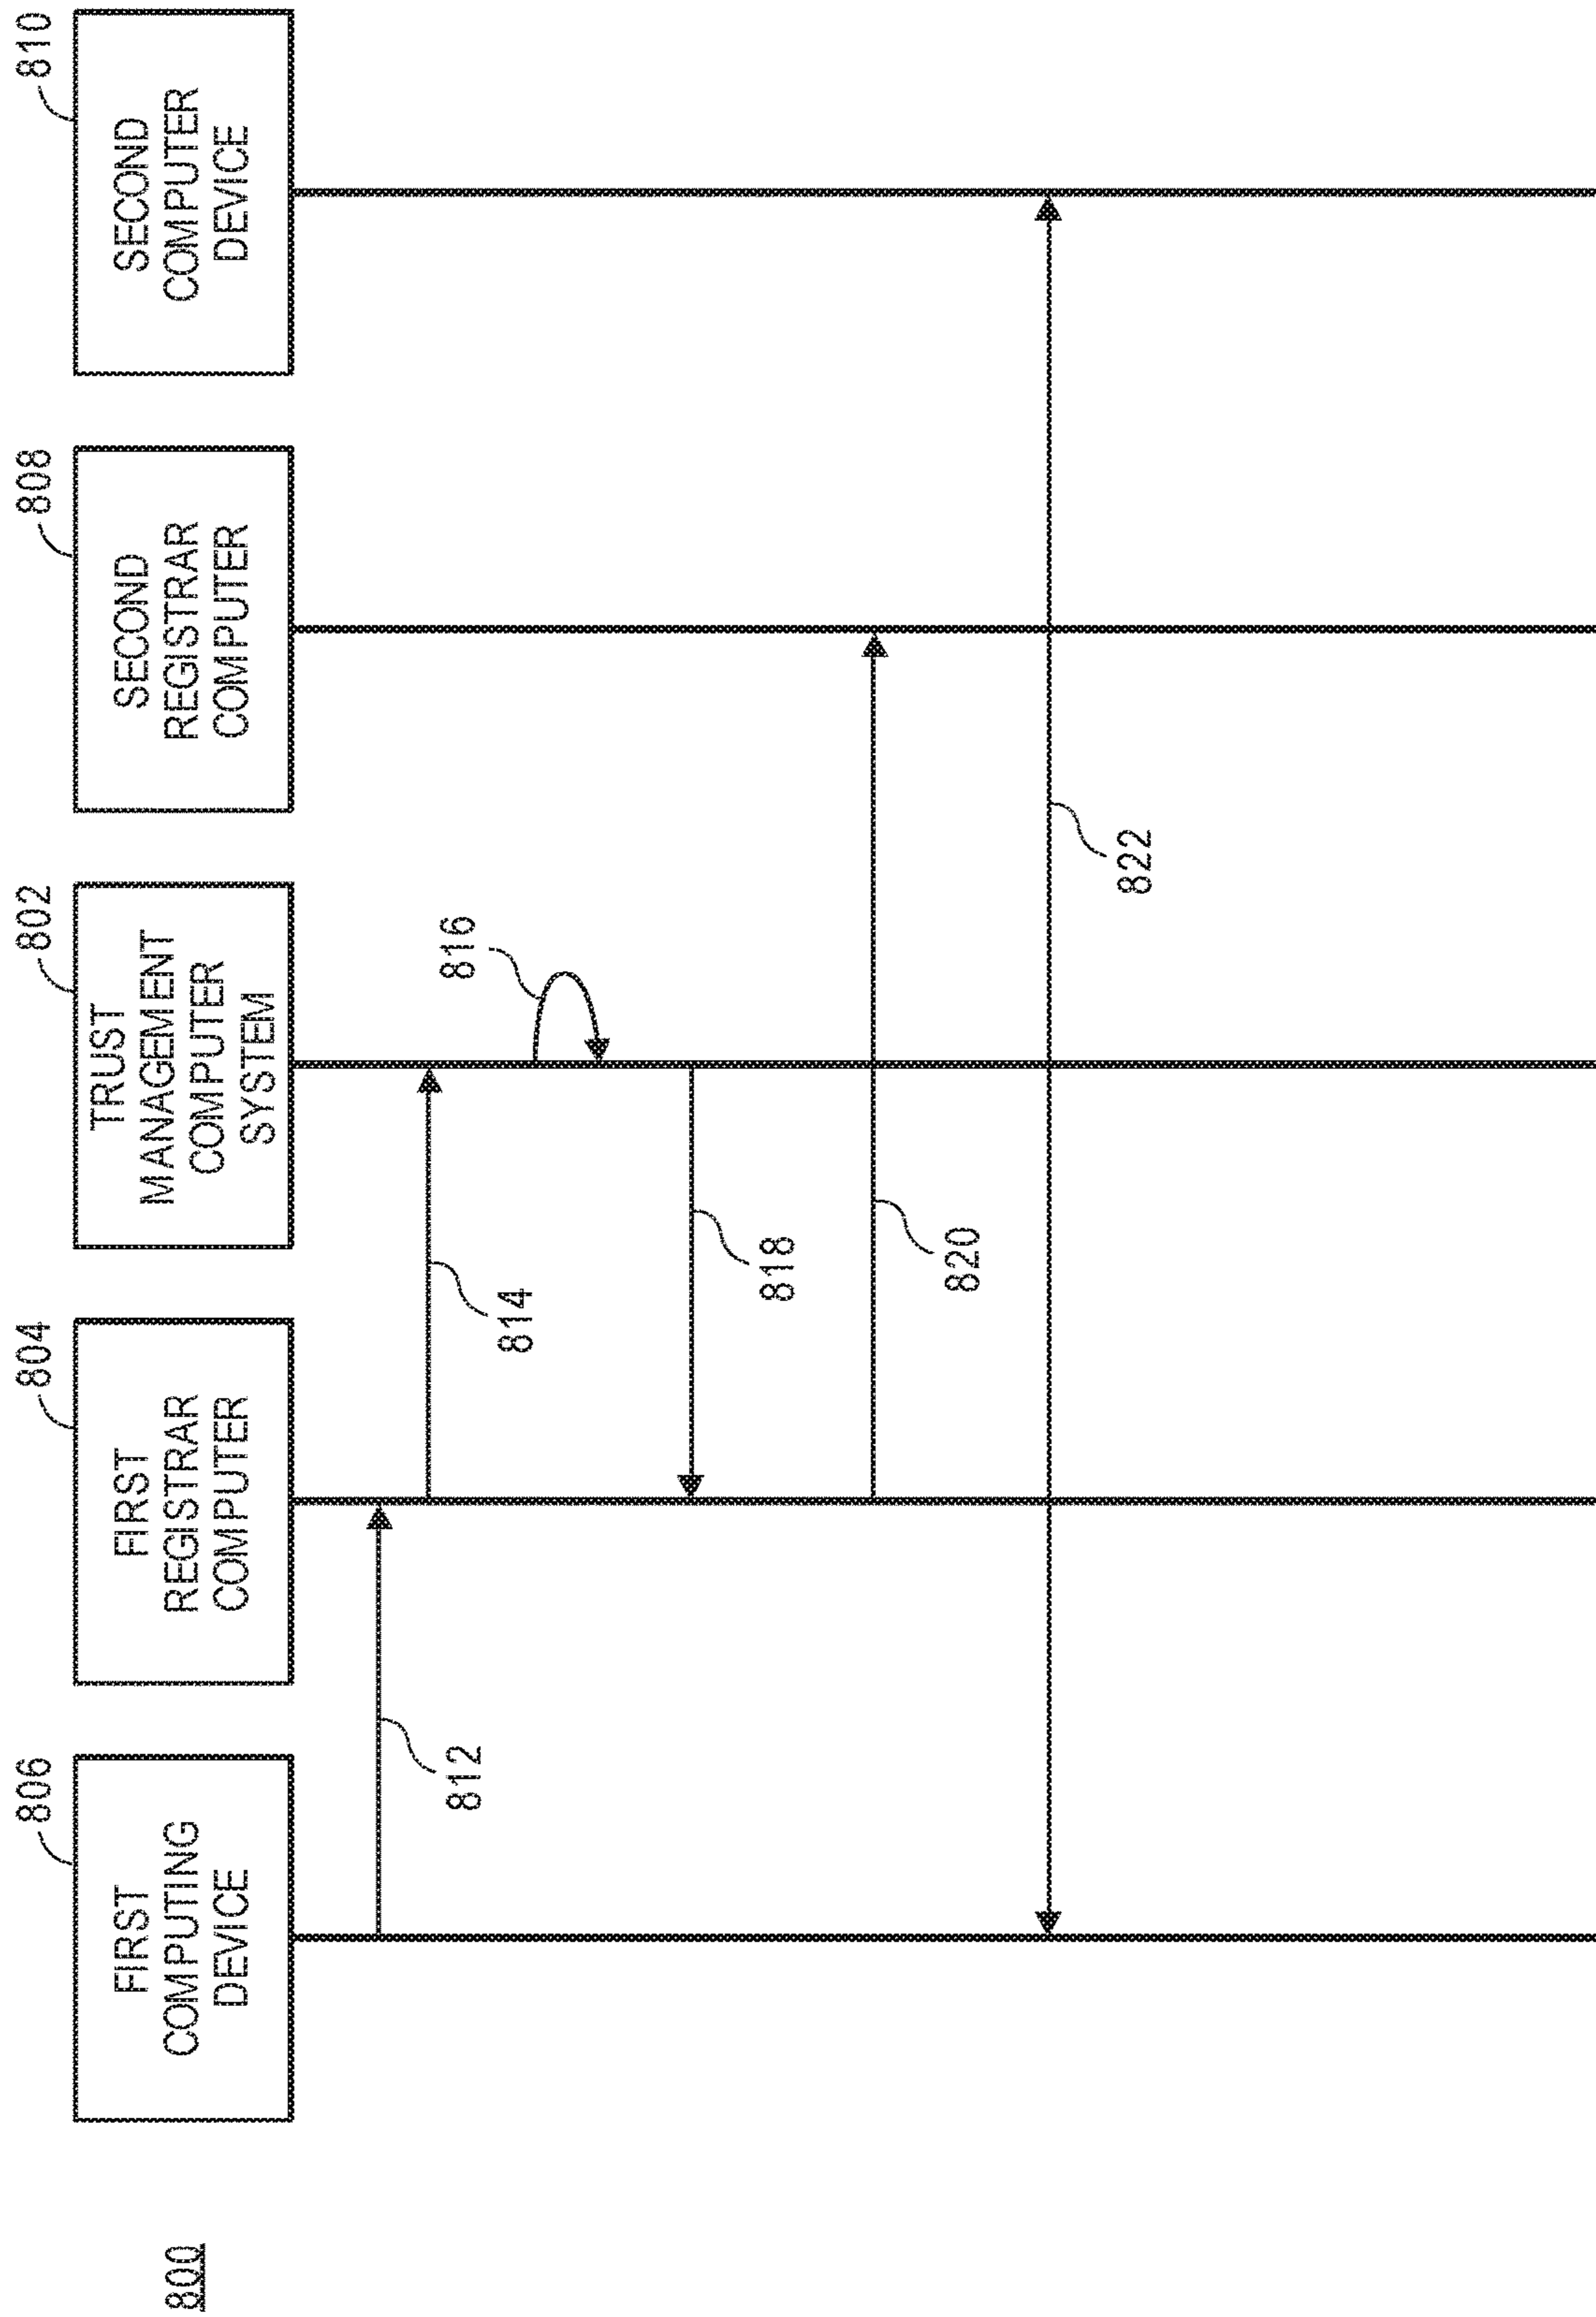 800
806
FIRST
COMPUTING
DEVICE
804
FIRST
REGISTRAR
COMPUTER
802
TRUST
MANAGEMENT
COMPUTER
SYSTEM
808
SECOND
REGISTRAR
COMPUTER
810
SECOND
COMPUTER
DEVICE
812
814
816
818
820
822